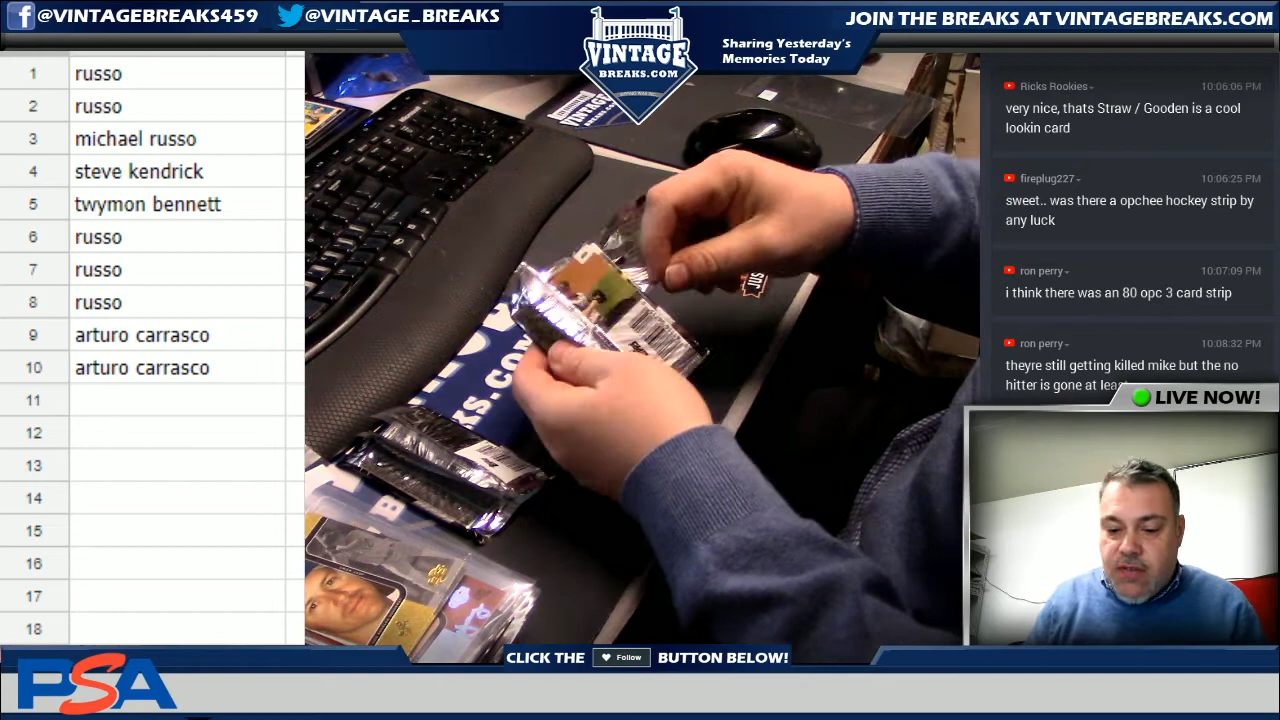 @VINTAGEBREAKS459
@VINTAGE_BREAKS
VINTAGE
BREAKS.COM
Sharing Yesterday's
Memories Today
JOIN THE BREAKS AT VINTAGEBREAKS.COM
1 russo
2 russo
3 michael russo
4 steve kendrick
5 twymon bennett
6 russo
7 russo
8 russo
9 arturo carrasco
10 arturo carrasco
11
12
13
14
15
16
17
18
Ricks Rookies 10:06:06 PM
very nice, thats Straw / Gooden is a cool
lookin card
fireplug227 10:06:25 PM
sweet.. was there a opchee hockey strip by
any luck
ron perry 10:07:09 PM
i think there was an 80 opc 3 card strip
ron perry 10:08:32 PM
theyre still getting killed mike but the no
hitter is gone at least
LIVE NOW!
JUS
CLICK THE Follow BUTTON BELOW!
PSA